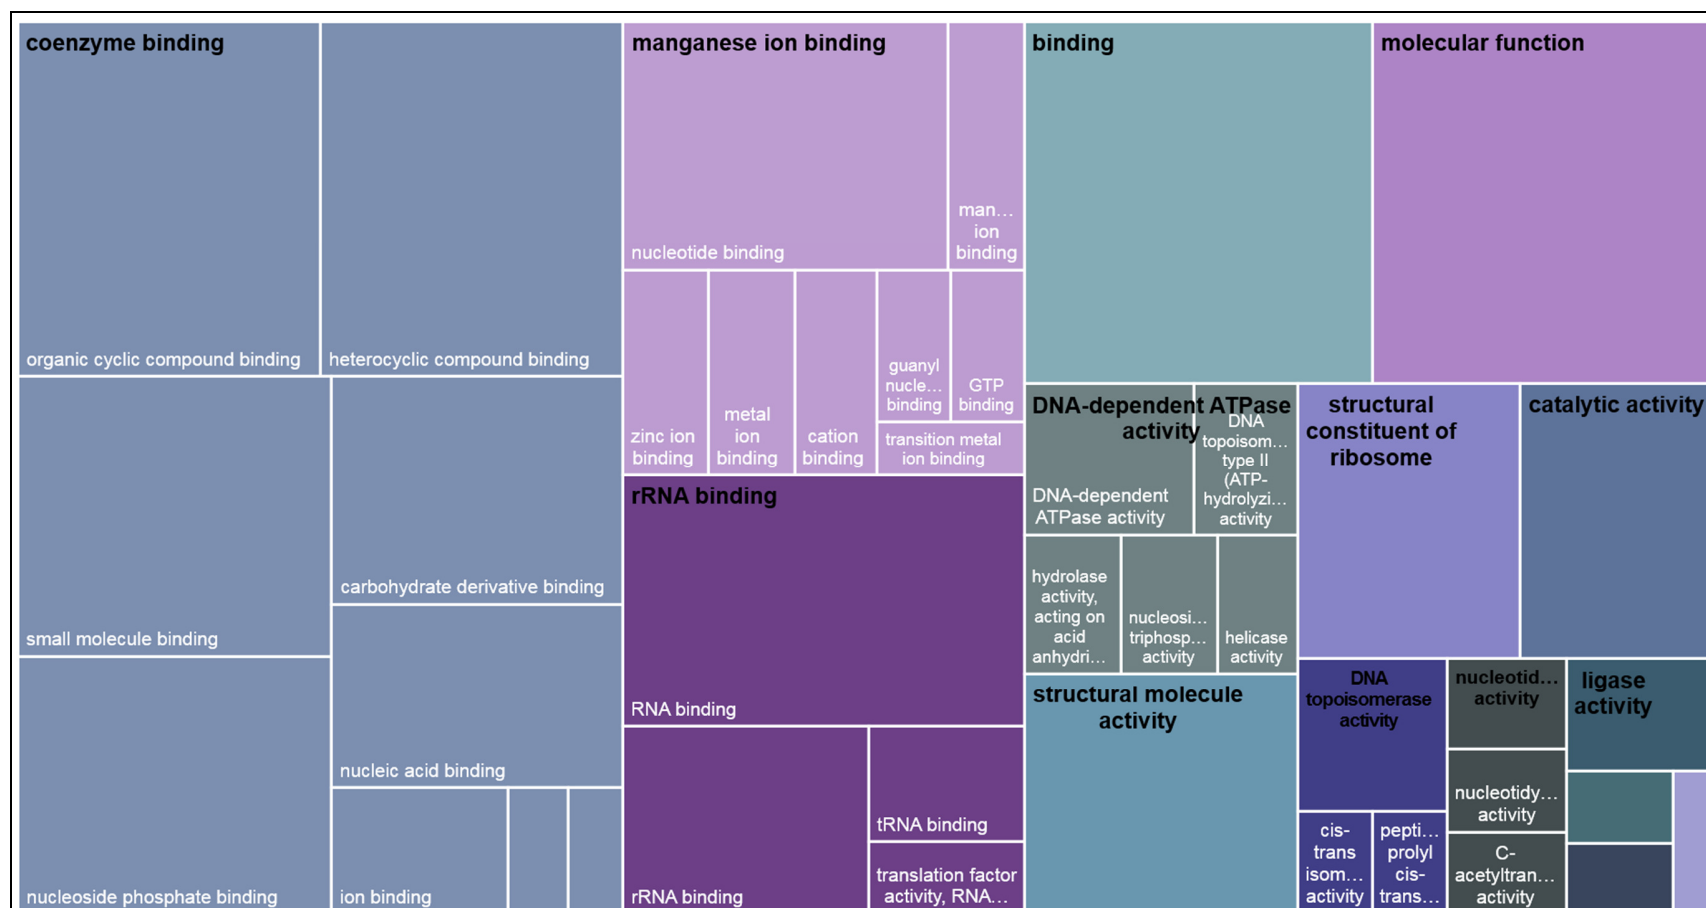 coenzyme binding
organic cyclic compound binding
heterocyclic compound binding
small molecule binding
carbohydrate derivative binding
nucleic acid binding
nucleoside phosphate binding
ion binding
manganese ion binding
nucleotide binding
man…
ion
binding
zinc ion
binding
metal
ion
binding
cation
binding
guanyl
nucle…
binding
GTP
binding
transition metal
ion binding
rRNA binding
RNA binding
rRNA binding
tRNA binding
translation factor
activity, RNA…
binding
molecular function
DNA-dependent ATPase
activity
DNA-dependent
ATPase activity
DNA
topoisom…
type II
(ATP-
hydrolyzi…
activity
hydrolase
activity,
acting on
acid
anhydri…
nucleosi…
triphosp…
activity
helicase
activity
structural molecule
activity
structural
constituent of
ribosome
catalytic activity
DNA
topoisomerase
activity
cis-
trans
isom…
activity
pepti…
prolyl
cis-
trans…
nucleotid…
activity
nucleotidy…
activity
C-
acetyltran…
activity
ligase
activity